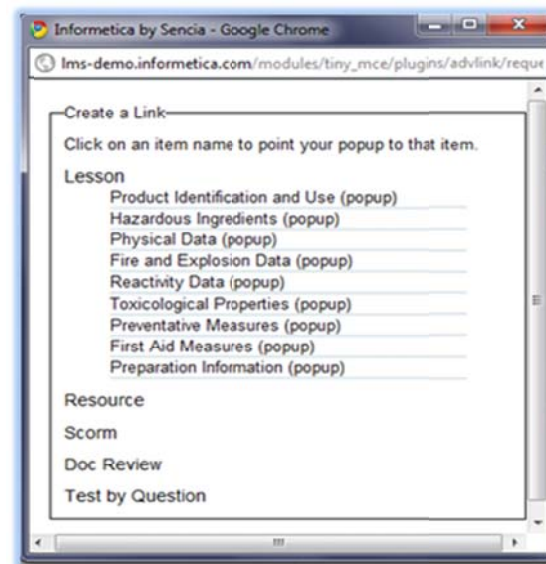 Informetica by Sencia - Google Chrome
lms-demo.informetica.com/modules/tiny_mce/plugins/advlink/reque
Create a Link
Click on an item name to point your popup to that item.
Lesson
Product Identification and Use (popup)
Hazardous Ingredients (popup)
Physical Data (popup)
Fire and Explosion Data (popup)
Reactivity Data (popup)
Toxicological Properties (popup)
Preventative Measures (popup)
First Aid Measures (popup)
Preparation Information (popup)
Resource
Scorm
Doc Review
Test by Question